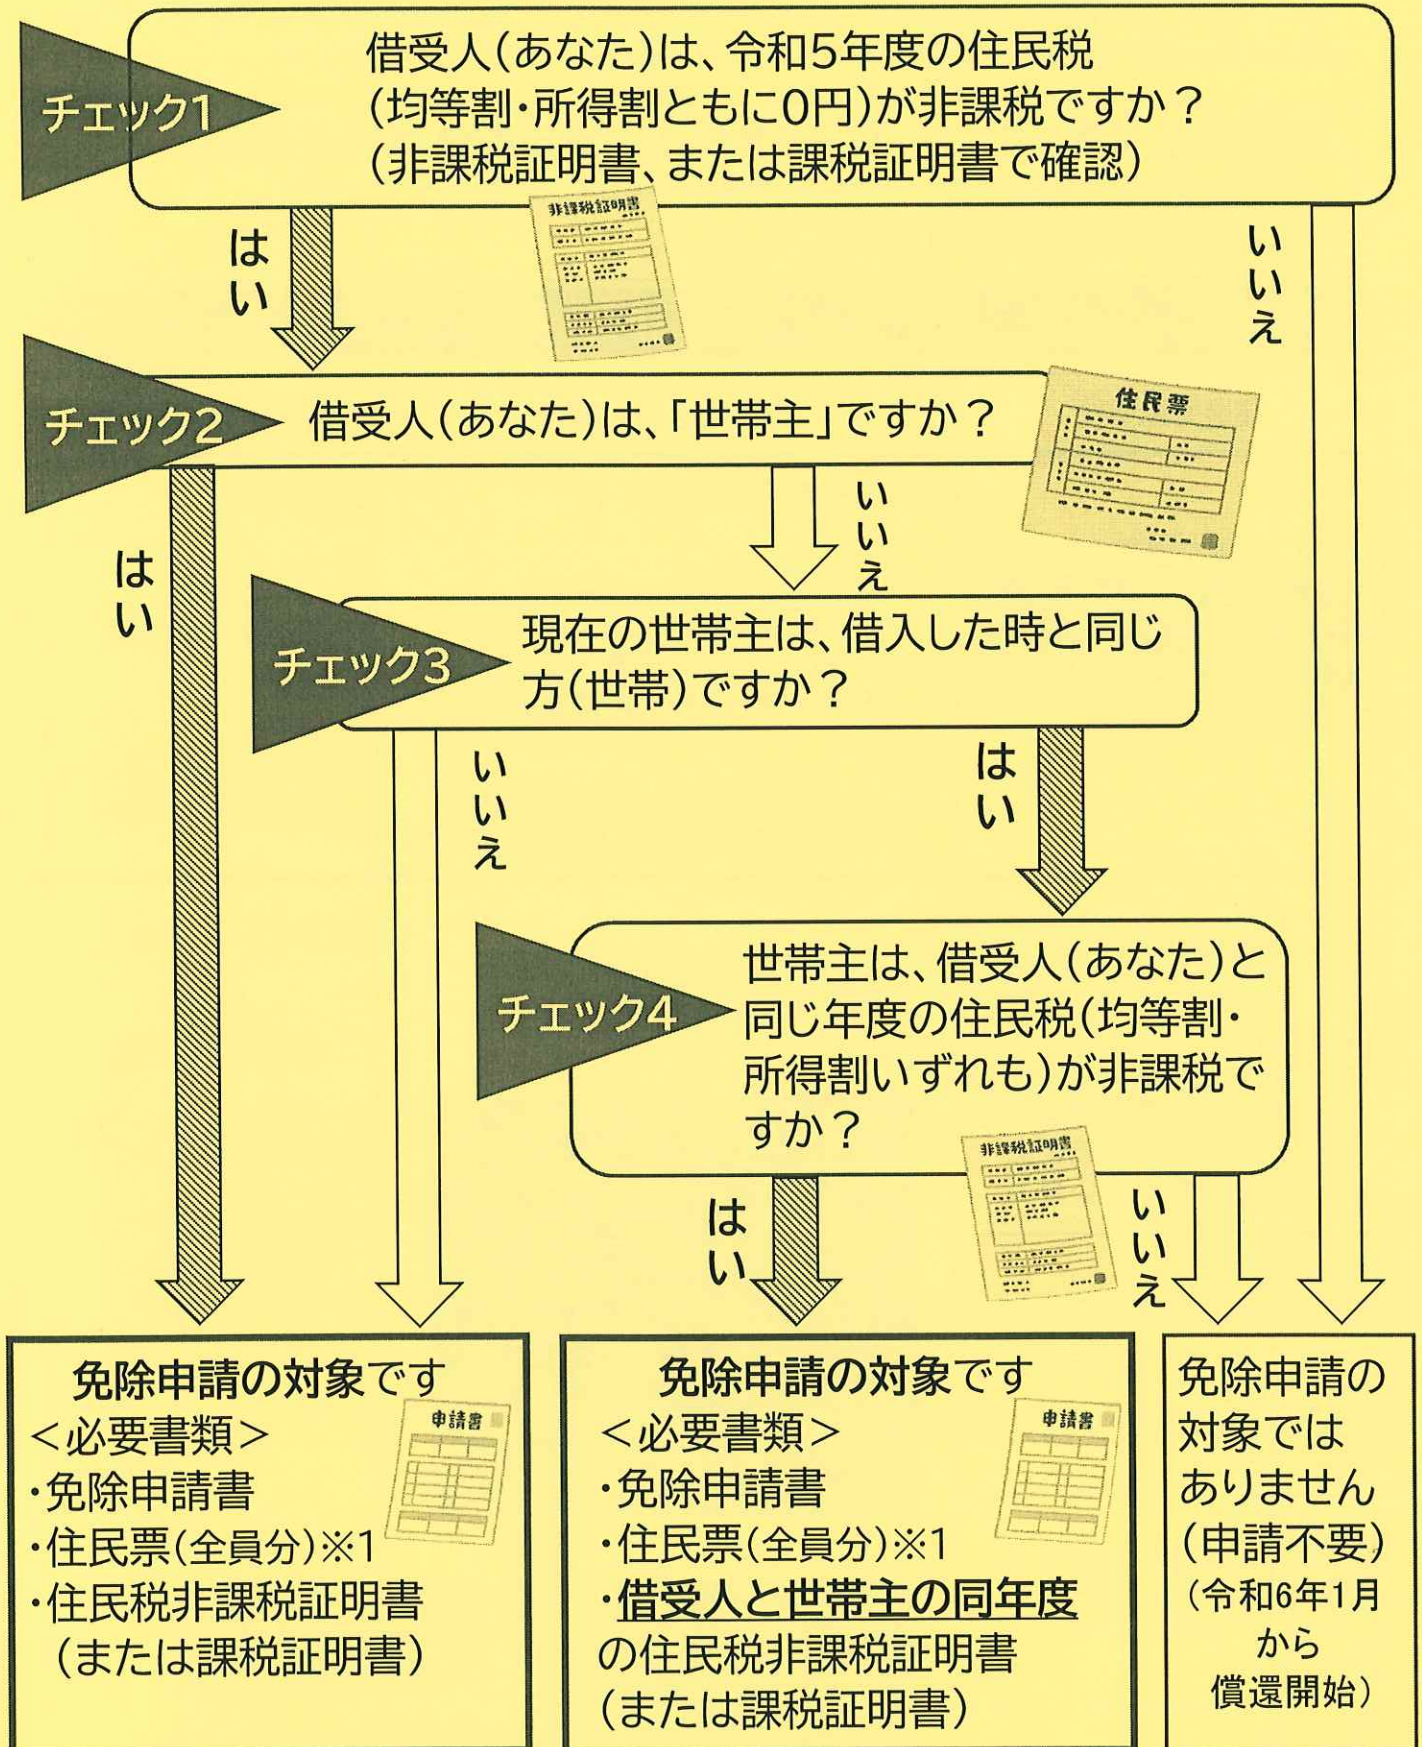 チェック1
借受人(あなた)は、令和5年度の住民税
(均等割・所得割ともに0円)が非課税ですか？
(非課税証明書、または課税証明書で確認)
非課税証明書
はい
いいえ
チェック2
借受人(あなた)は、「世帯主」ですか？
住民票
はい
いいえ
チェック3
現在の世帯主は、借入した時と同じ
方(世帯)ですか？
いいえ
はい
チェック4
世帯主は、借受人(あなた)と
同じ年度の住民税(均等割・
所得割いずれも)が非課税で
すか？
非課税証明書
はい
いいえ
免除申請の対象です
＜必要書類＞
・免除申請書
・住民票(全員分)※1
・住民税非課税証明書
(または課税証明書)
申請書
免除申請の対象です
＜必要書類＞
・免除申請書
・住民票(全員分)※1
・借受人と世帯主の同年度
の住民税非課税証明書
(または課税証明書)
申請書
免除申請の
対象では
ありません
(申請不要)
(令和6年1月
から
償還開始)